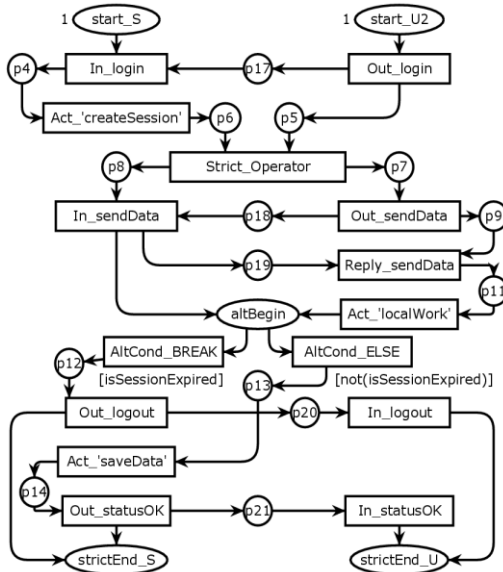 1 start_S 1 start_U2
p4 In_login p17 Out_login
Act_'createSession' p6 p5
p8 Strict_Operator p7
In_sendData p18 Out_sendData p9
p19 Reply_sendData
p11
altBegin Act_'localWork'
p12 AltCond_BREAK AltCond_ELSE
[isSessionExpired] p13 [not(isSessionExpired)]
Out_logout p20 In_logout
Act_'saveData'
p14
Out_statusOK p21 In_statusOK
strictEnd_S strictEnd_U